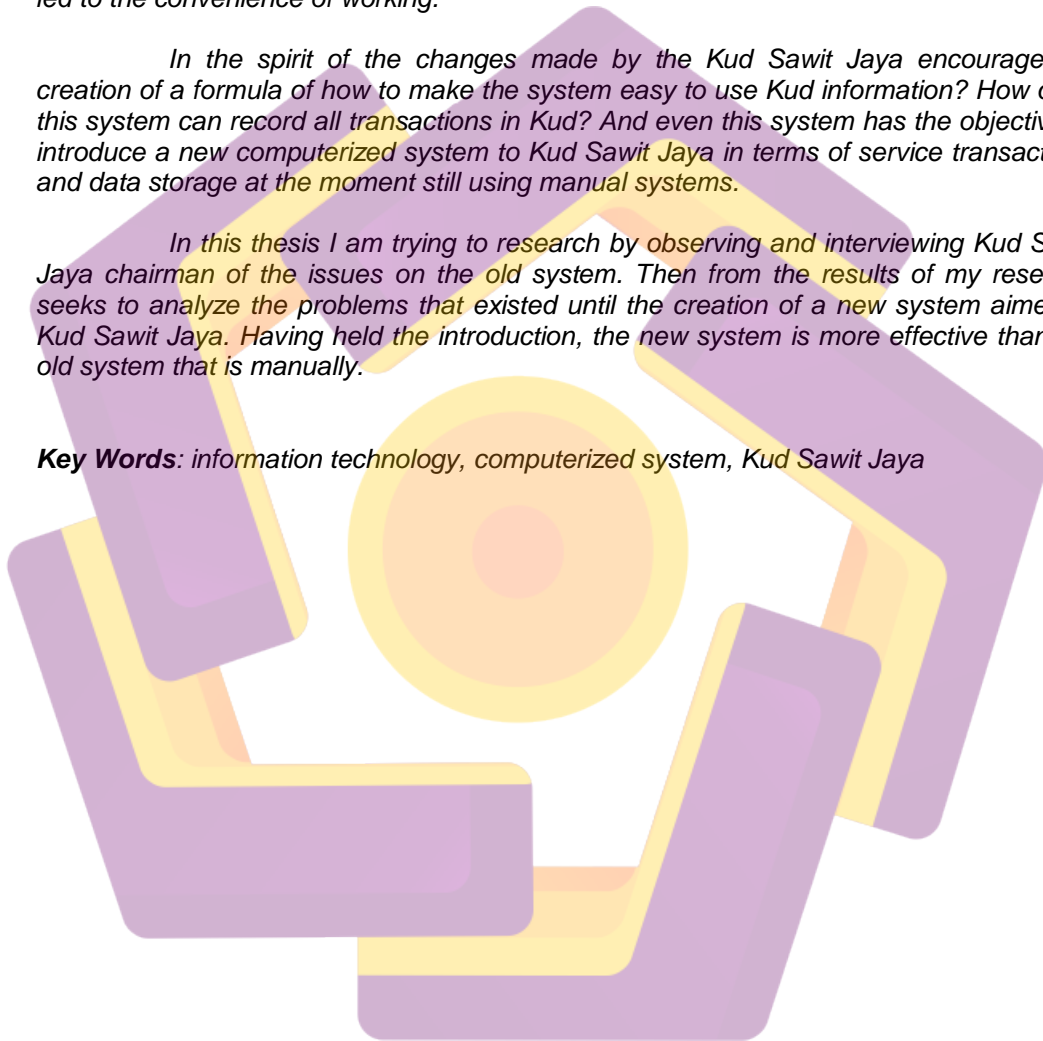 led to the convenience of working.
In the spirit of the changes made by the Kud Sawit Jaya encourage
creation of a formula of how to make the system easy to use Kud information? How
this system can record all transactions in Kud? And even this system has the
introduce a new computerized system to Kud Sawit Jaya in terms of service
and data storage at the moment still using manual systems.
In this thesis I am trying to research by observing and interviewing Kud
Jaya chairman of the issues on the old system. Then from the results of my
seeks to analyze the problems that existed until the creation of a new system
Kud Sawit Jaya. Having held the introduction, the new system is more effective than
old system that is manually.
Key Words: information technology, computerized system, Kud Sawit Jaya